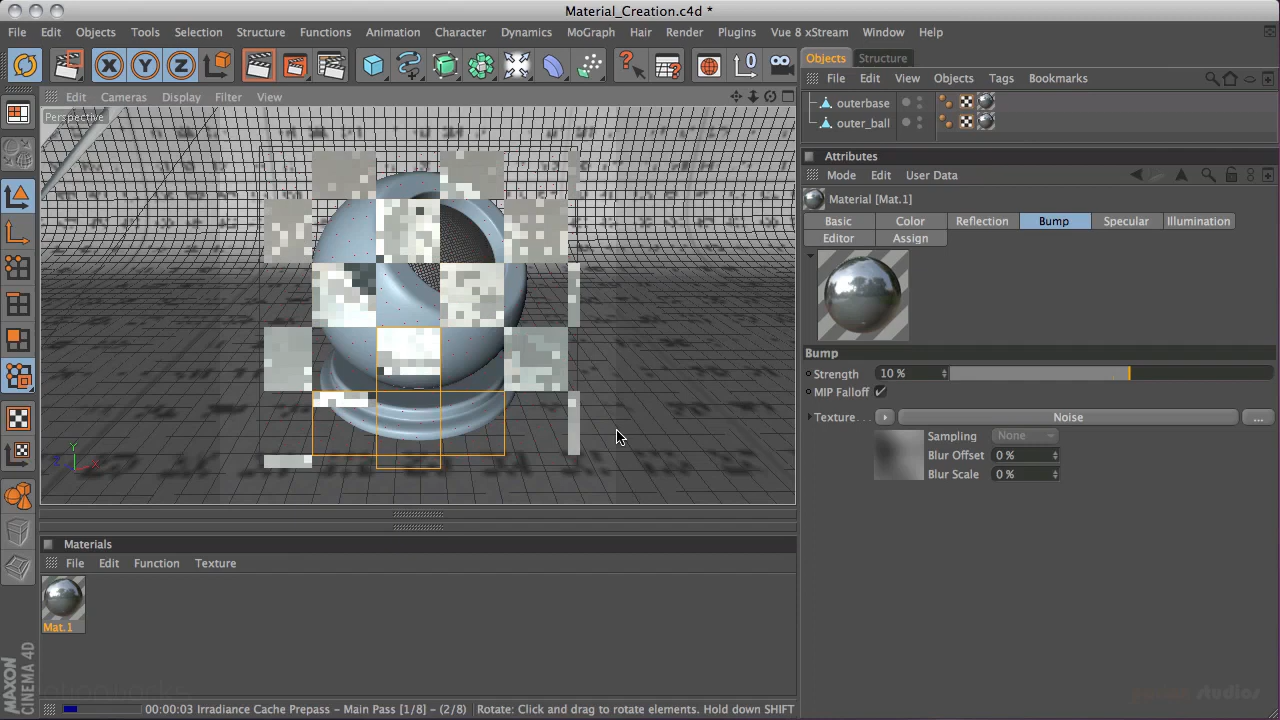 Material_Creation.c4d *
File Edit Objects Tools Selection Structure Functions Animation Character Dynamics MoGraph Hair Render Plugins Vue 8 xStream Window Help
Objects Structure
File Edit View Objects Tags Bookmarks
Edit Cameras Display Filter View
Perspective
outerbase
outer_ball
Attributes
Mode Edit User Data
Material [Mat.1]
Basic Color Reflection Bump Specular Illumination
Editor Assign
Bump
Strength 10 %
MIP Falloff
Texture... Noise ...
Sampling None
Blur Offset 0 %
Blur Scale 0 %
Y
X
Z
Materials
File Edit Function Texture
Mat.1
MAXON
CINEMA 4D
00:00:03 Irradiance Cache Prepass - Main Pass [1/8] - (2/8) Rotate: Click and drag to rotate elements. Hold down SHIFT
studios